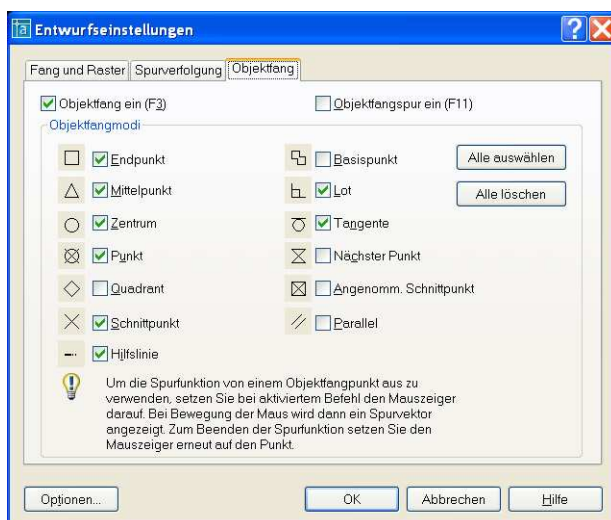 Entwurfseinstellungen
Fang und Raster Spurverfolgung Objektfang
Objektfang ein (F3) Objektfangspur ein (F11)
Objektfangmodi
Endpunkt Basispunkt Alle auswählen
Mittelpunkt Lot Alle löschen
Zentrum Tangente
Punkt Nächster Punkt
Quadrant Angenomm. Schnittpunkt
Schnittpunkt Parallel
Hilfslinie
Um die Spurfunktion von einem Objektfangpunkt aus zu
verwenden, setzen Sie bei aktiviertem Befehl den Mauszeiger
darauf. Bei Bewegung der Maus wird dann ein Spurvektor
angezeigt. Zum Beenden der Spurfunktion setzen Sie den
Mauszeiger erneut auf den Punkt.
Optionen... OK Abbrechen Hilfe